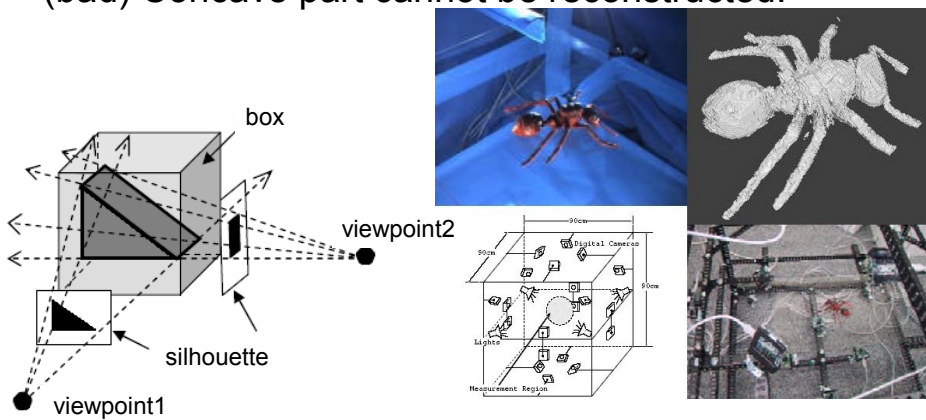 (bad) Concave part cannot be reconstructed.
box
viewpoint2
silhouette
viewpoint1
90cm
90cm
Digital Cameras
90cm
Lights
Measurement Region